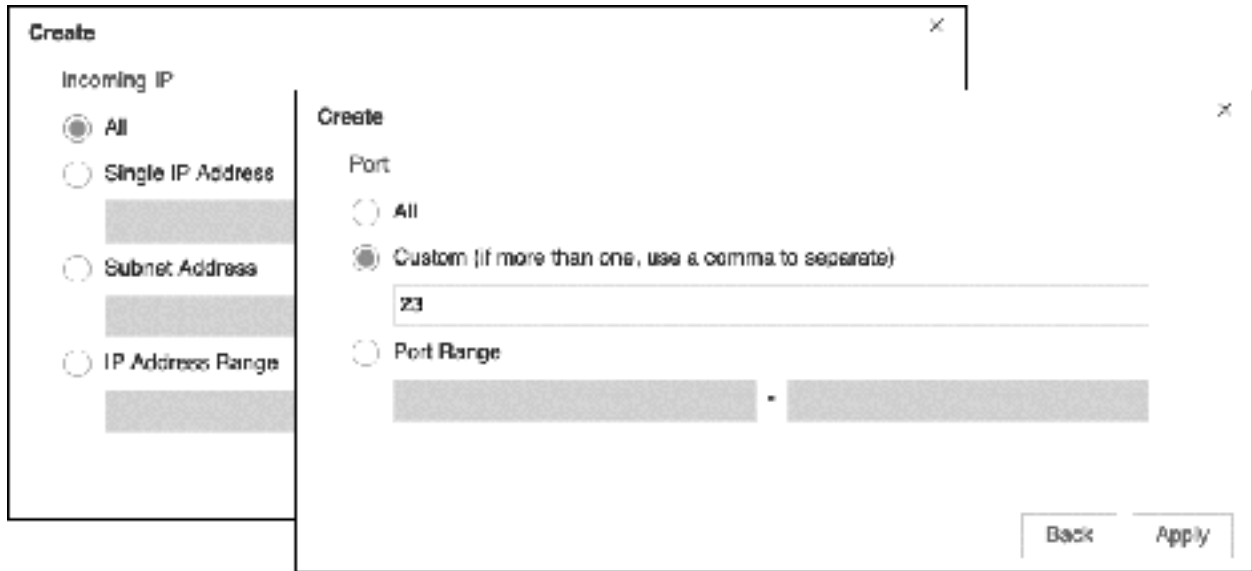 Create
Incoming IP
All
Single IP Address
Subnet Address
IP Address Range
Create
Port
All
Custom (if more than one, use a comma to separate)
23
Port Range
-
Back Apply